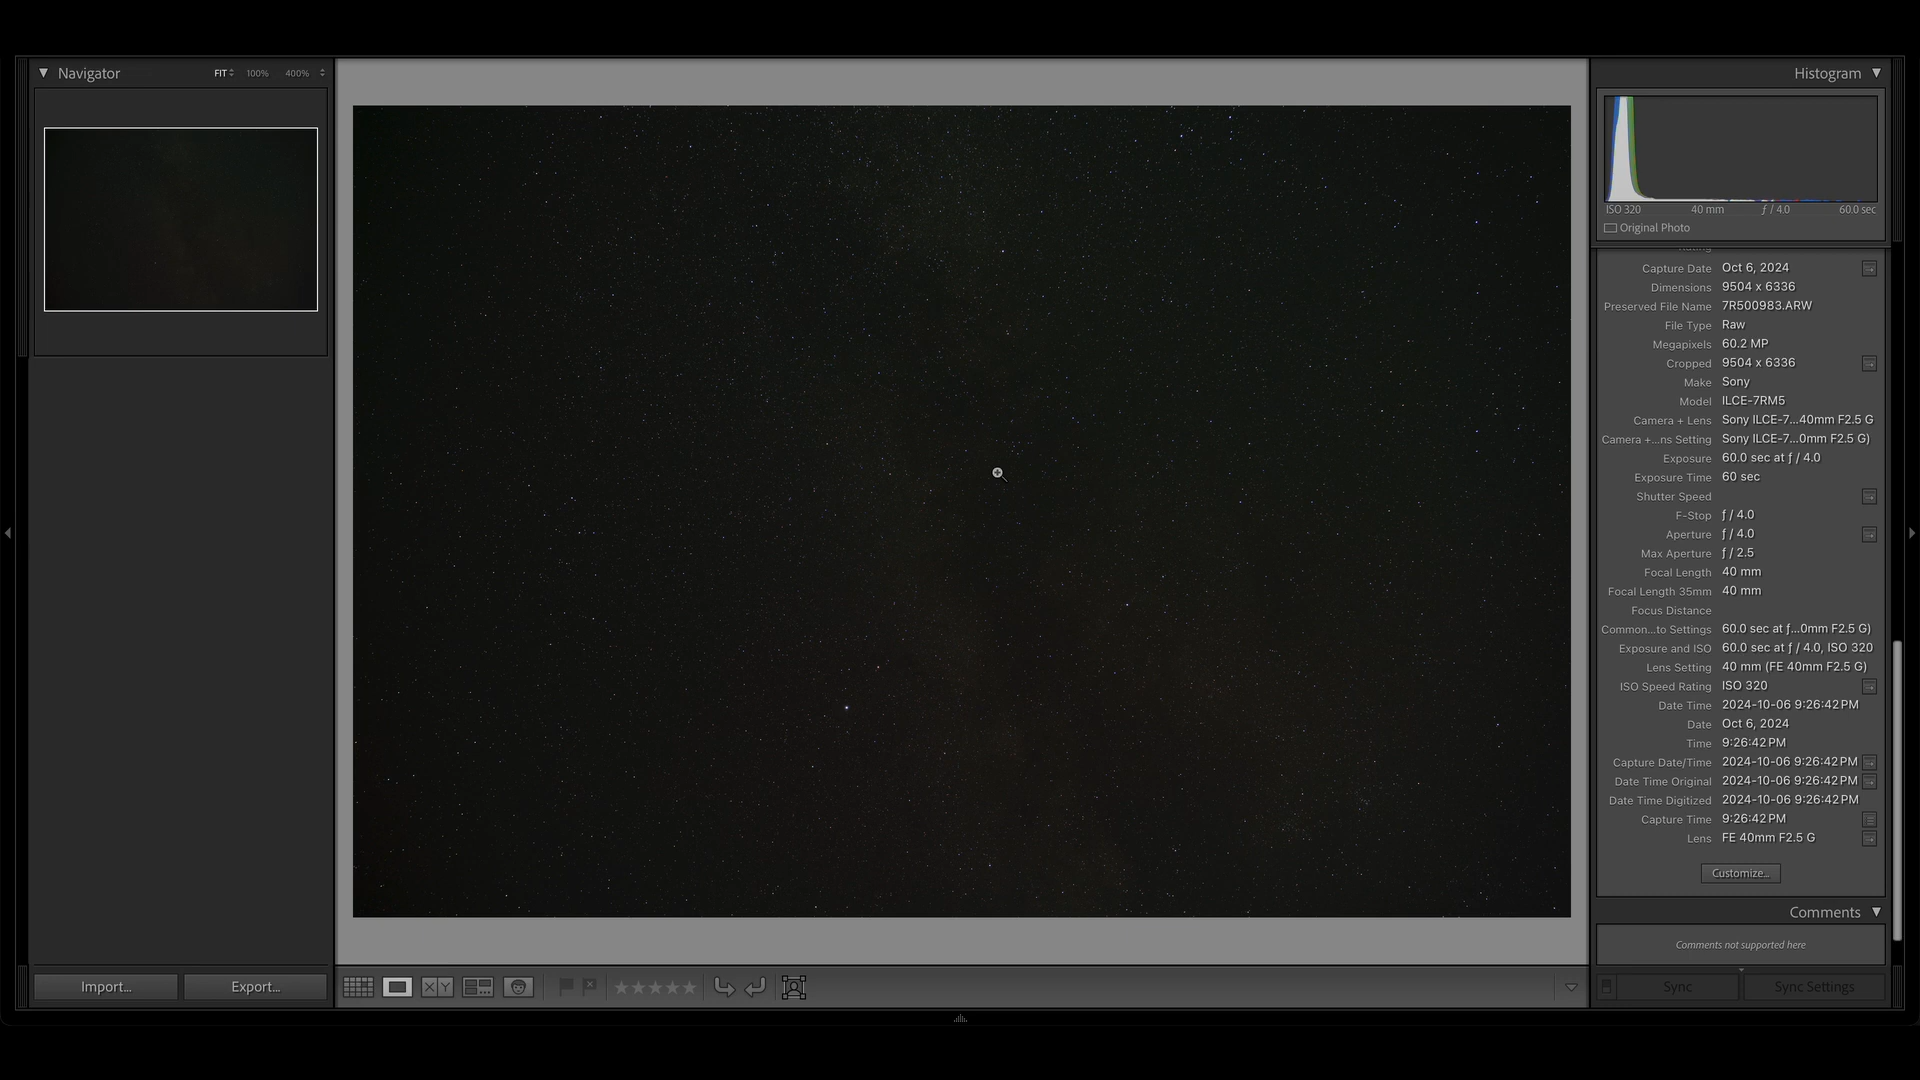 Navigator
FIT
100%
400%
Histogram
ISO 320
40 mm
ƒ / 4.0
60.0 sec
Original Photo
Capture Date Oct 6, 2024
Dimensions 9504 x 6336
Preserved File Name 7R500983.ARW
File Type Raw
Megapixels 60.2 MP
Cropped 9504 x 6336
Make Sony
Model ILCE-7RM5
Camera + Lens Sony ILCE-7...40mm F2.5 G
Camera +...ns Setting Sony ILCE-7...0mm F2.5 G)
Exposure 60.0 sec at ƒ / 4.0
Exposure Time 60 sec
Shutter Speed
F-Stop ƒ / 4.0
Aperture ƒ / 4.0
Max Aperture ƒ / 2.5
Focal Length 40 mm
Focal Length 35mm 40 mm
Focus Distance
Common...to Settings 60.0 sec at ƒ...0mm F2.5 G)
Exposure and ISO 60.0 sec at ƒ / 4.0, ISO 320
Lens Setting 40 mm (FE 40mm F2.5 G)
ISO Speed Rating ISO 320
Date Time 2024-10-06 9:26:42 PM
Date Oct 6, 2024
Time 9:26:42 PM
Capture Date/Time 2024-10-06 9:26:42 PM
Date Time Original 2024-10-06 9:26:42 PM
Date Time Digitized 2024-10-06 9:26:42 PM
Capture Time 9:26:42 PM
Lens FE 40mm F2.5 G
Customize...
Comments
Comments not supported here
Import...
Export...
X Y
Sync
Sync Settings